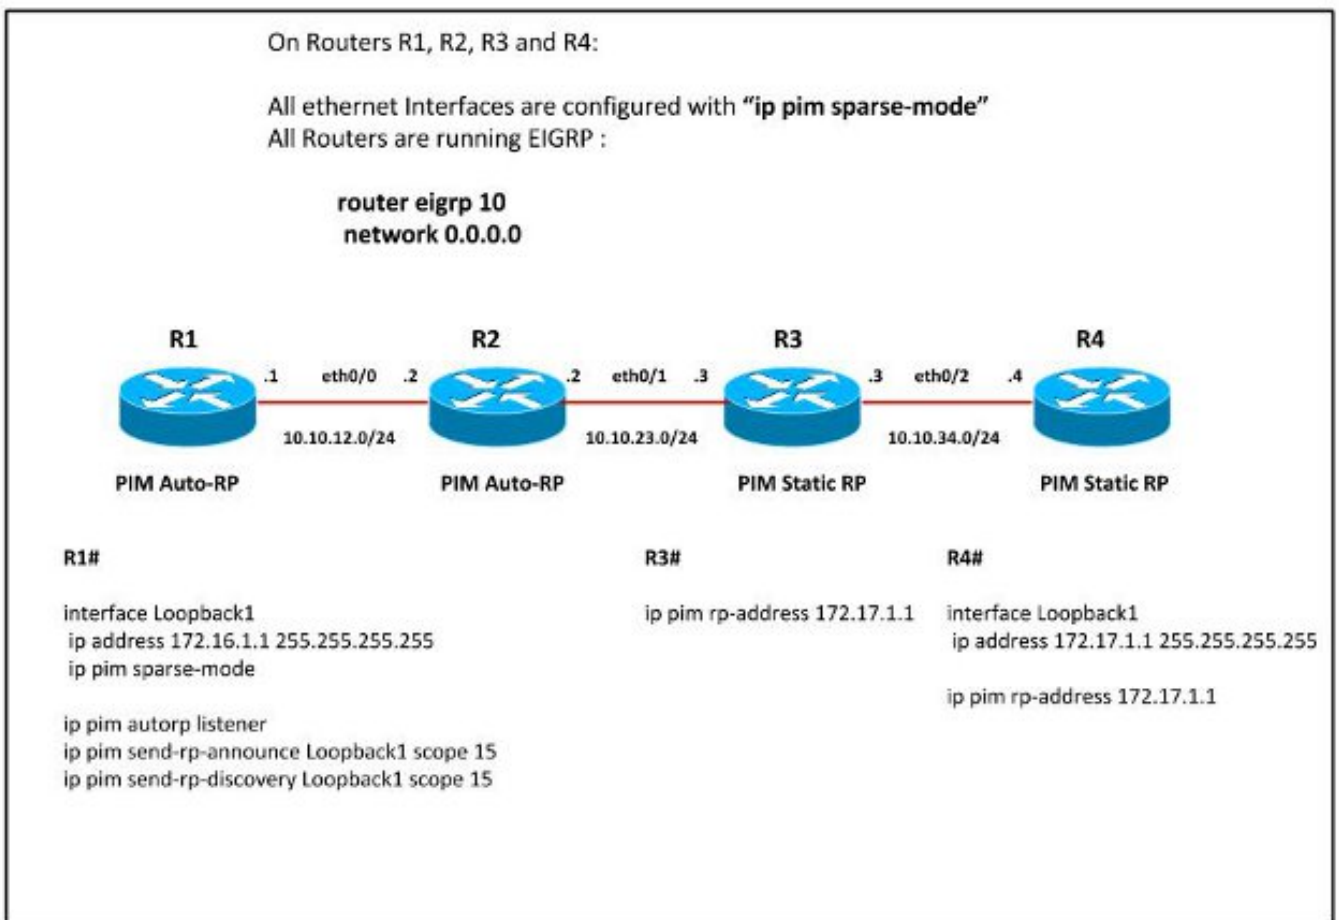 On Routers R1, R2, R3 and R4:
All ethernet Interfaces are configured with “ip pim sparse-mode”
All Routers are running EIGRP :
router eigrp 10
network 0.0.0.0
R1
R2
R3
R4
.1 eth0/0 .2
.2 eth0/1 .3
.3 eth0/2 .4
10.10.12.0/24
10.10.23.0/24
10.10.34.0/24
PIM Auto-RP
PIM Auto-RP
PIM Static RP
PIM Static RP
R1#
interface Loopback1
ip address 172.16.1.1 255.255.255.255
ip pim sparse-mode
ip pim autorp listener
ip pim send-rp-announce Loopback1 scope 15
ip pim send-rp-discovery Loopback1 scope 15
R3#
ip pim rp-address 172.17.1.1
R4#
interface Loopback1
ip address 172.17.1.1 255.255.255.255
ip pim rp-address 172.17.1.1